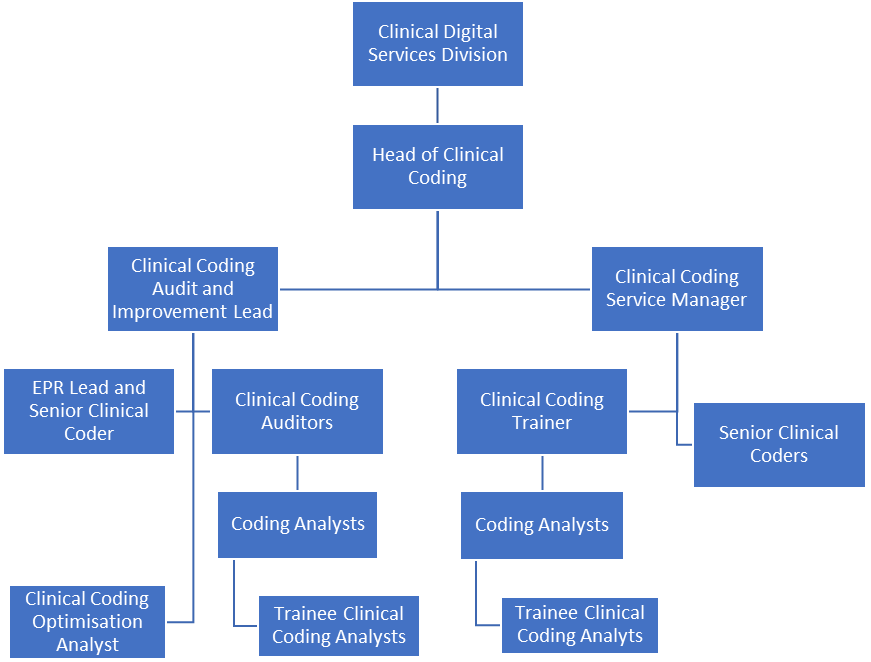 Clinical Digital
Services Division
Head of Clinical
Coding
Clinical Coding
Audit and
Improvement Lead
Clinical Coding
Service Manager
EPR Lead and
Senior Clinical
Coder
Clinical Coding
Auditors
Clinical Coding
Trainer
Senior Clinical
Coders
Coding Analysts
Coding Analysts
Clinical Coding
Optimisation
Analyst
Trainee Clinical
Coding Analysts
Trainee Clinical
Coding Analyts